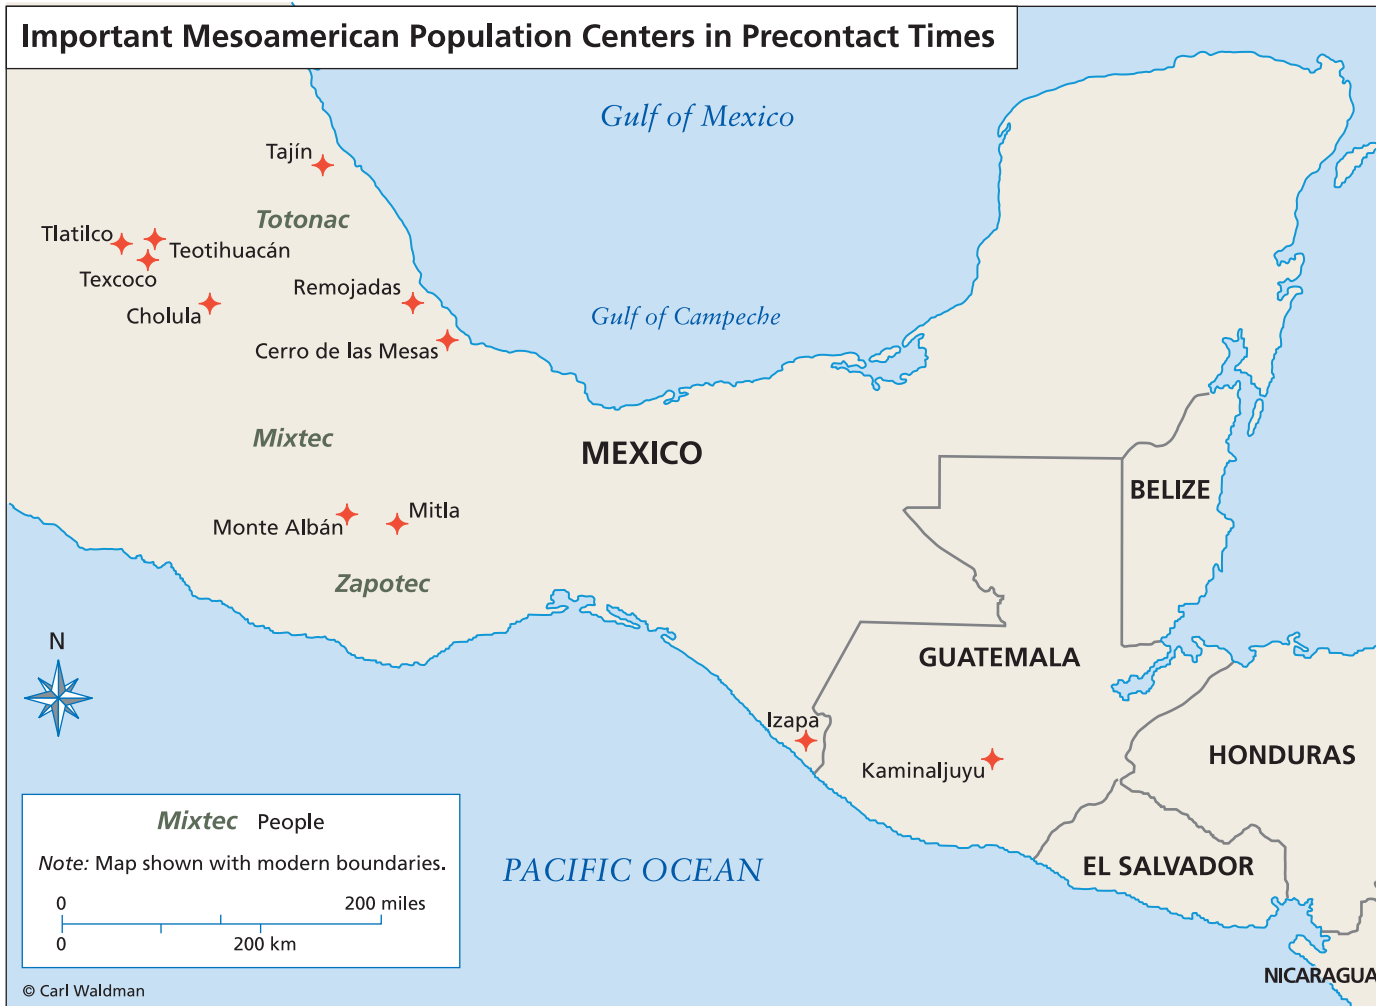 Important Mesoamerican Population Centers in Precontact Times
Gulf of Mexico
Tajín
Totonac
Tlatilco
Teotihuacán
Texcoco
Remojadas
Cholula
Gulf of Campeche
Cerro de las Mesas
Mixtec
MEXICO
BELIZE
Mitla
Monte Albán
Zapotec
N
GUATEMALA
Izapa
HONDURAS
Kaminaljuyu
Mixtec People
Note: Map shown with modern boundaries.
PACIFIC OCEAN
EL SALVADOR
0 200 miles
0 200 km
NICARAGUA
© Carl Waldman